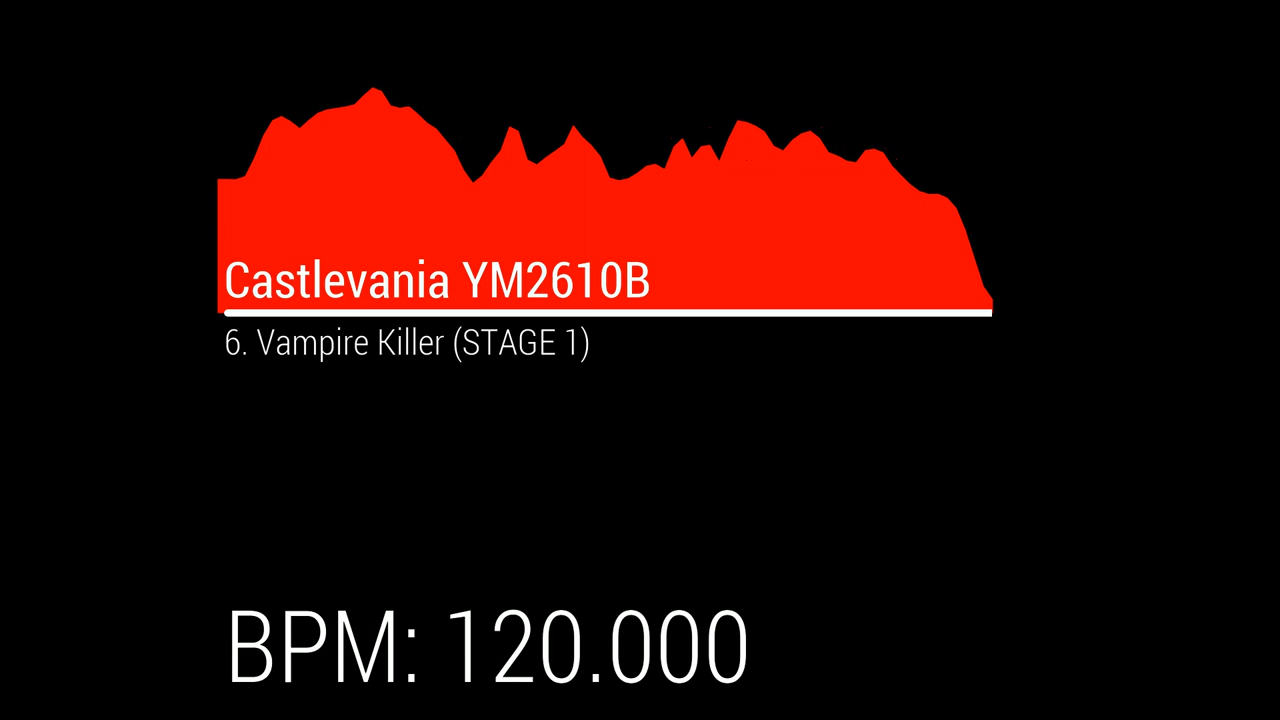 Castlevania YM2610B
6. Vampire Killer (STAGE 1)
BPM: 120.000